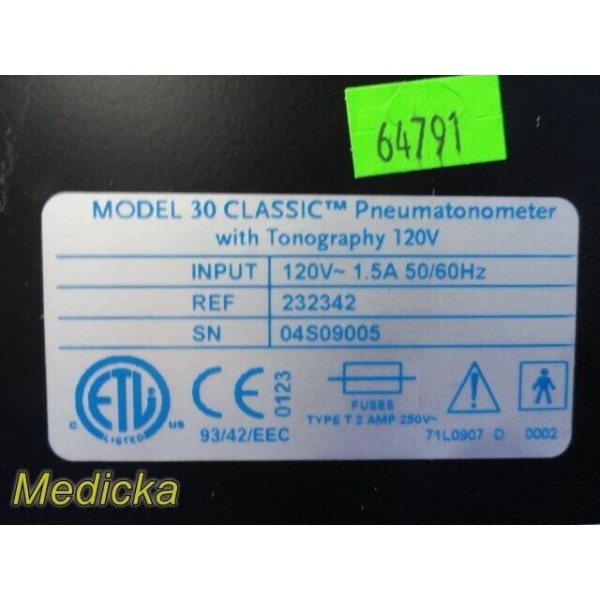 64791
MODEL 30 CLASSIC™ Pneumatonometer
with Tonography 120V
INPUT 120V~ 1.5A 50/60Hz
REF 232342
SN 04S09005
ETL
C LISTED US
CE 0123
93/42/EEC
FUSES
TYPE T 2 AMP 250V~
71L0907 D 0002
Medicka